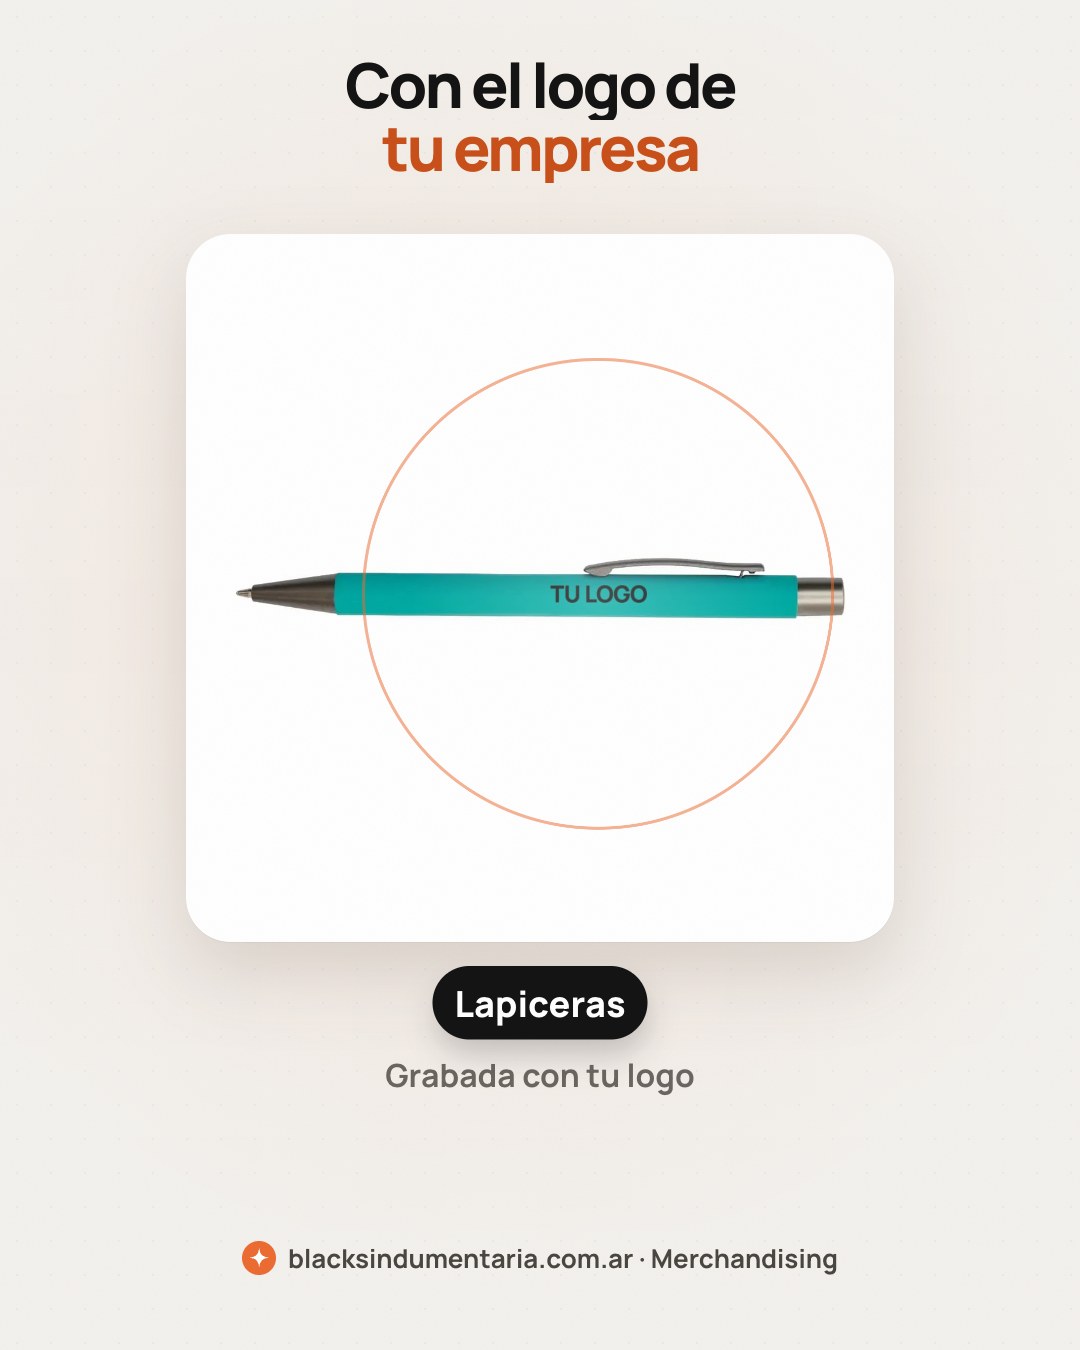 Con el logo de
tu empresa
TU LOGO
Lapiceras
Grabada con tu logo
blacksindumentaria.com.ar · Merchandising